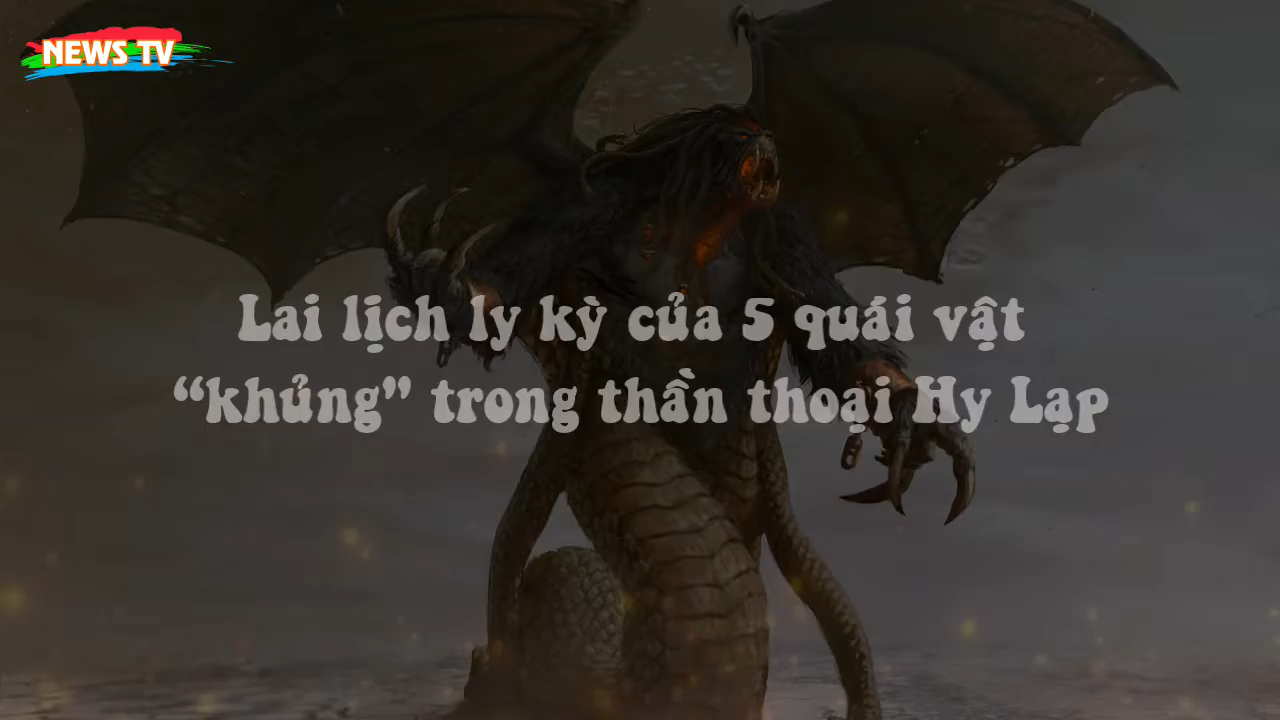 NEWS TV
Lai lịch ly kỳ của 5 quái vật
“khủng” trong thần thoại Hy Lạp